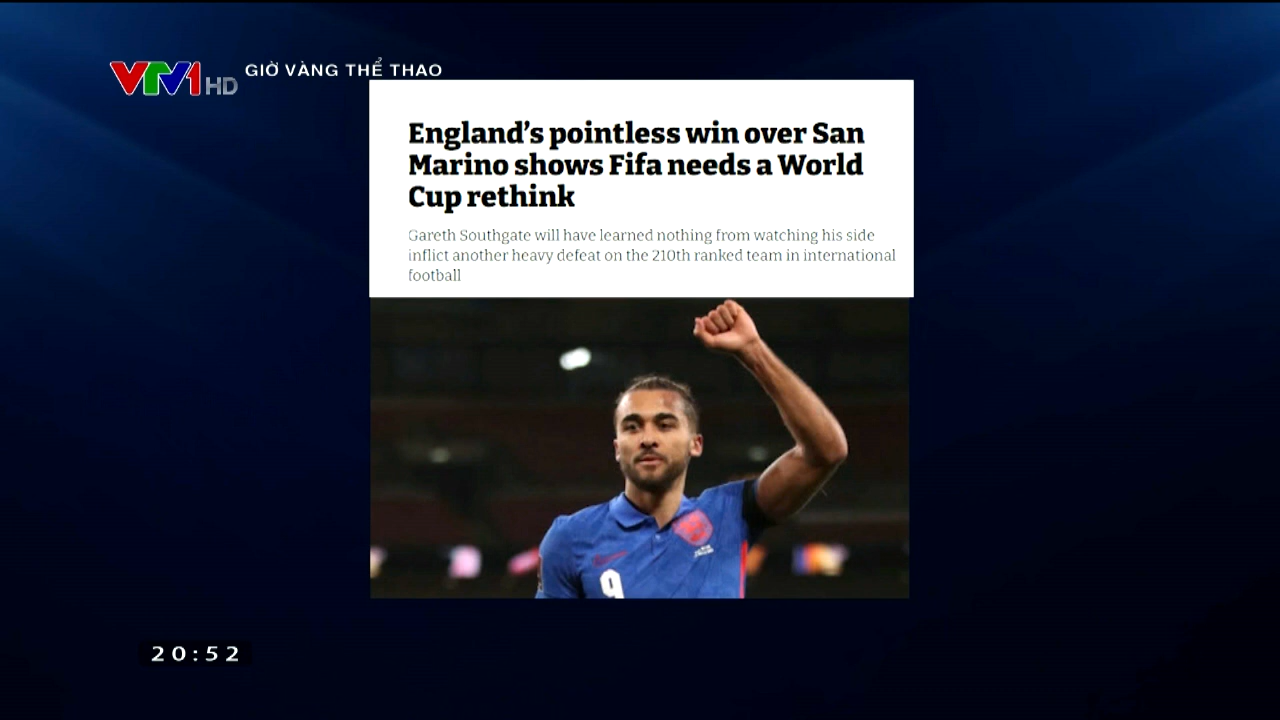 VTV1 HD GIỜ VÀNG THỂ THAO
England's pointless win over San
Marino shows Fifa needs a World
Cup rethink
Gareth Southgate will have learned nothing from watching his side
inflict another heavy defeat on the 210th ranked team in international
football
9
20:52